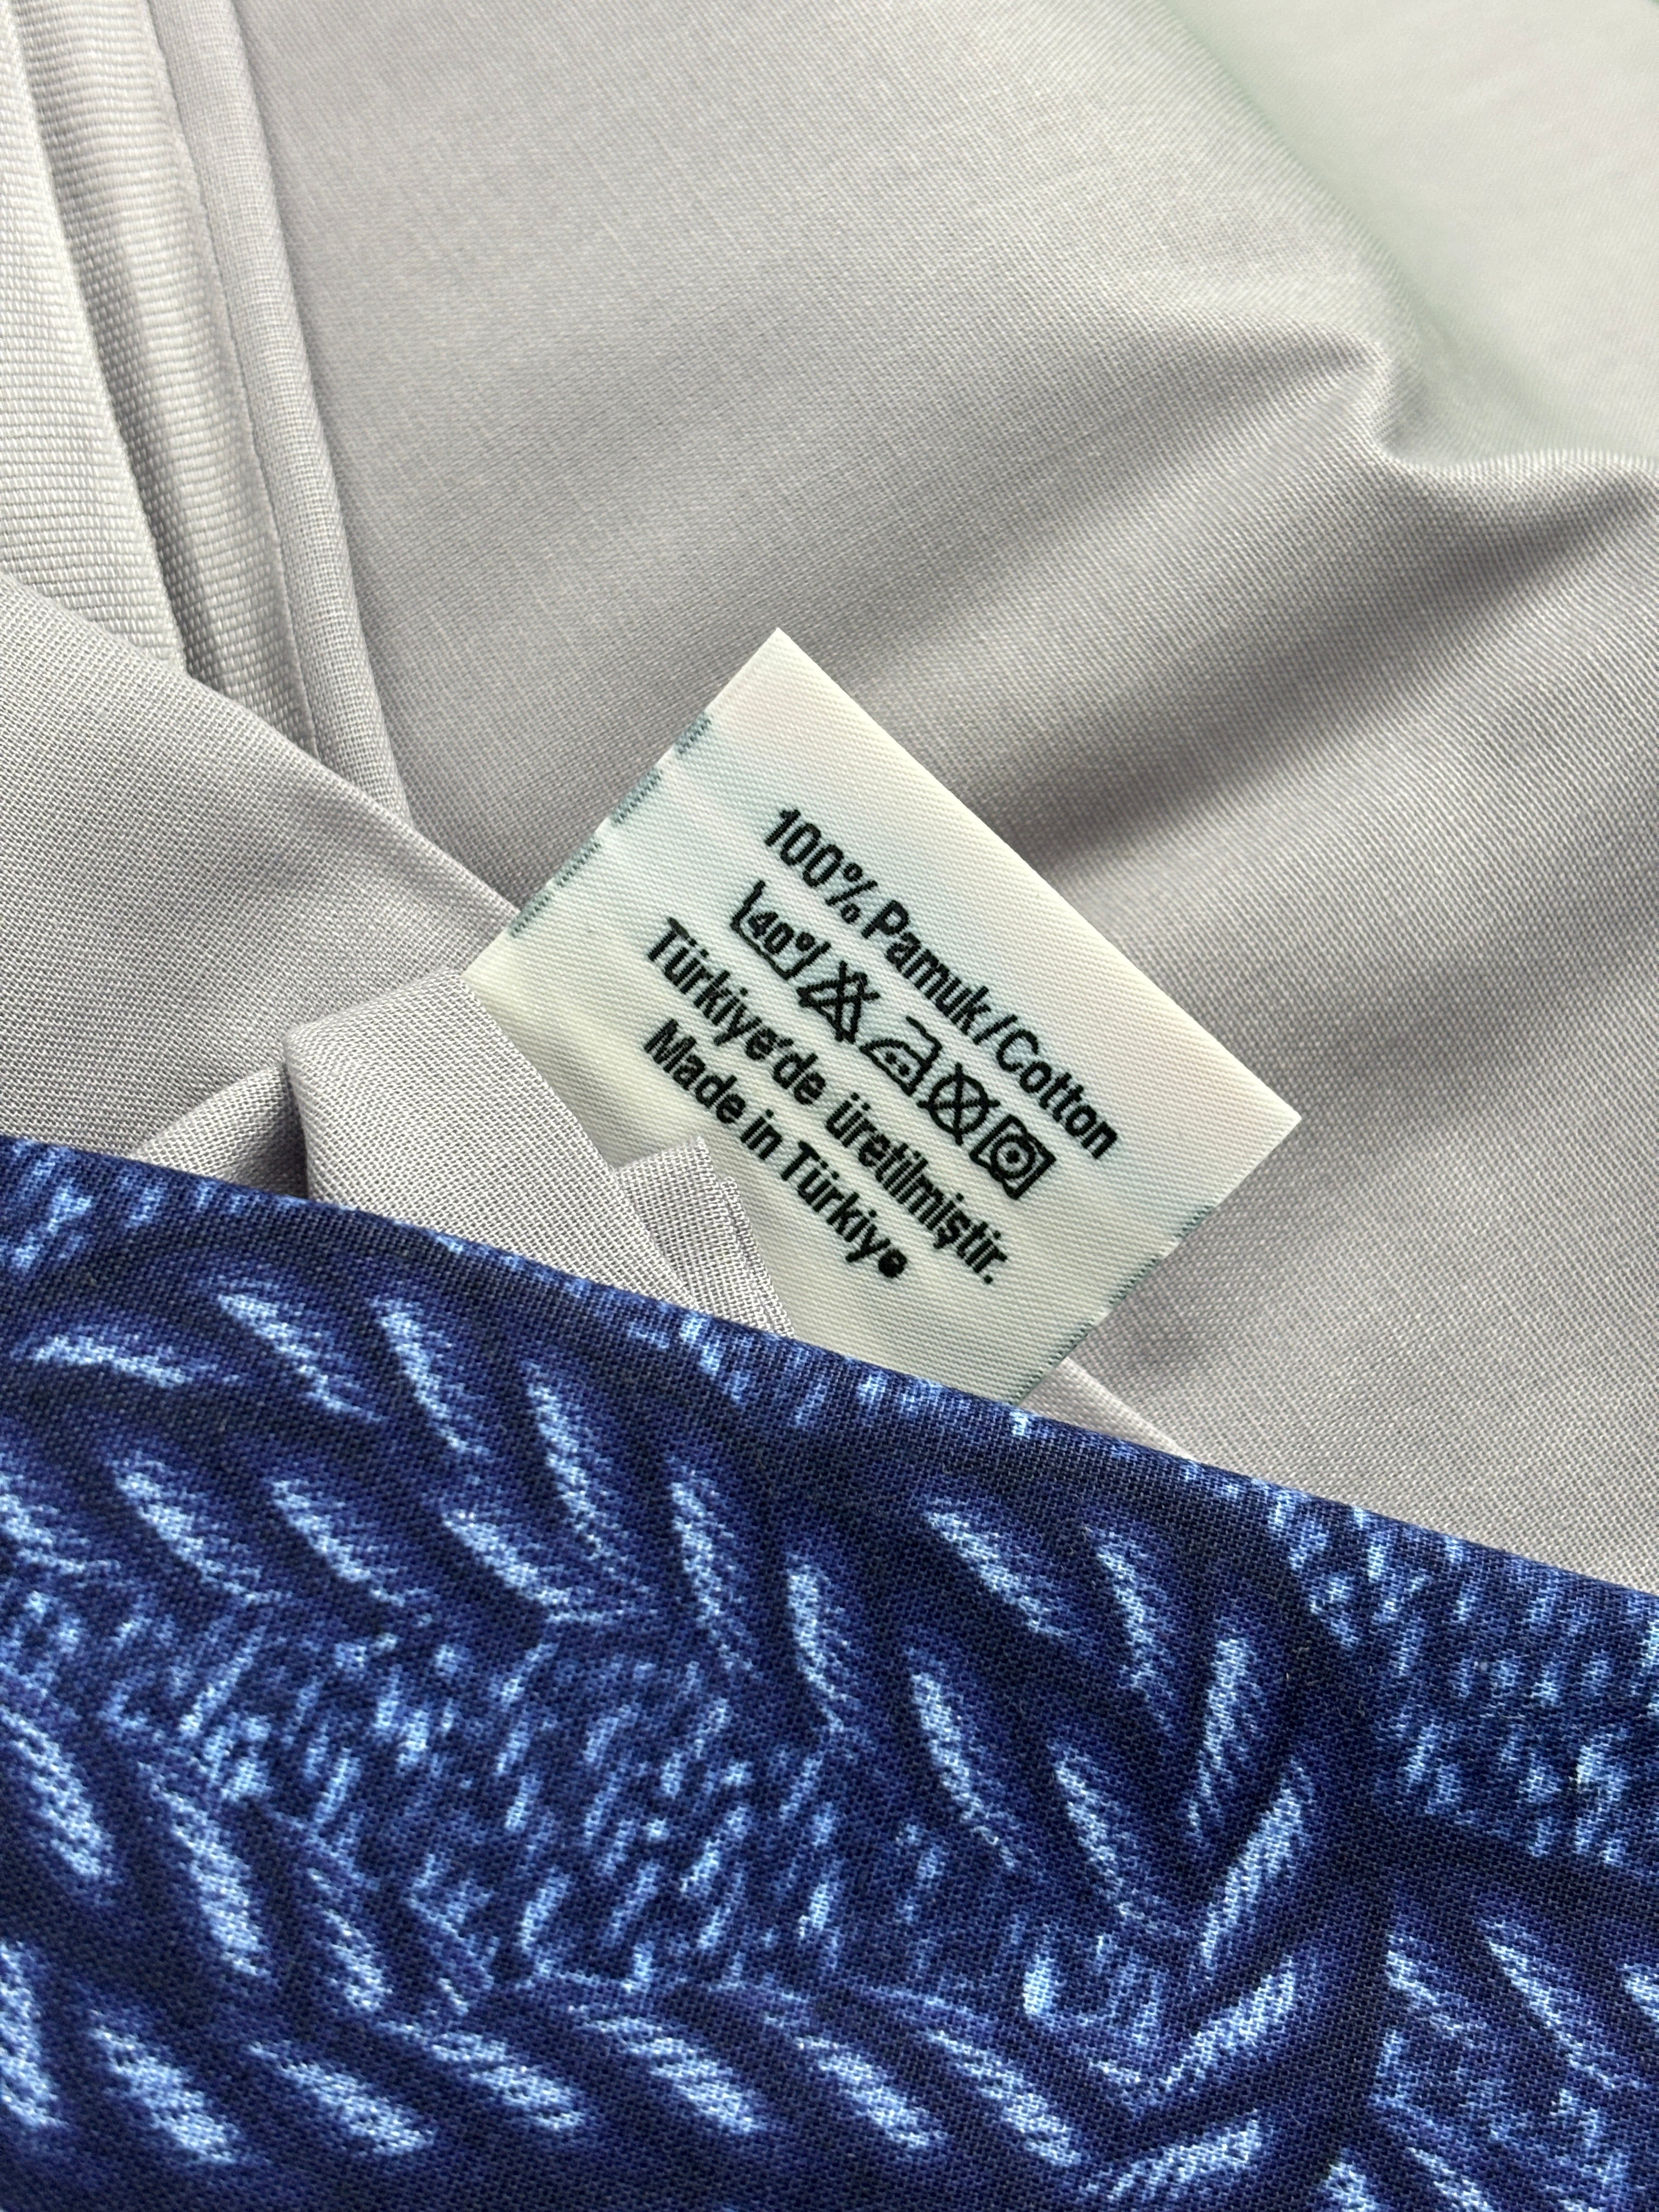 100% Pamuk/Cotton
40°
Türkiye'de üretilmiştir.
Made in Türkiye